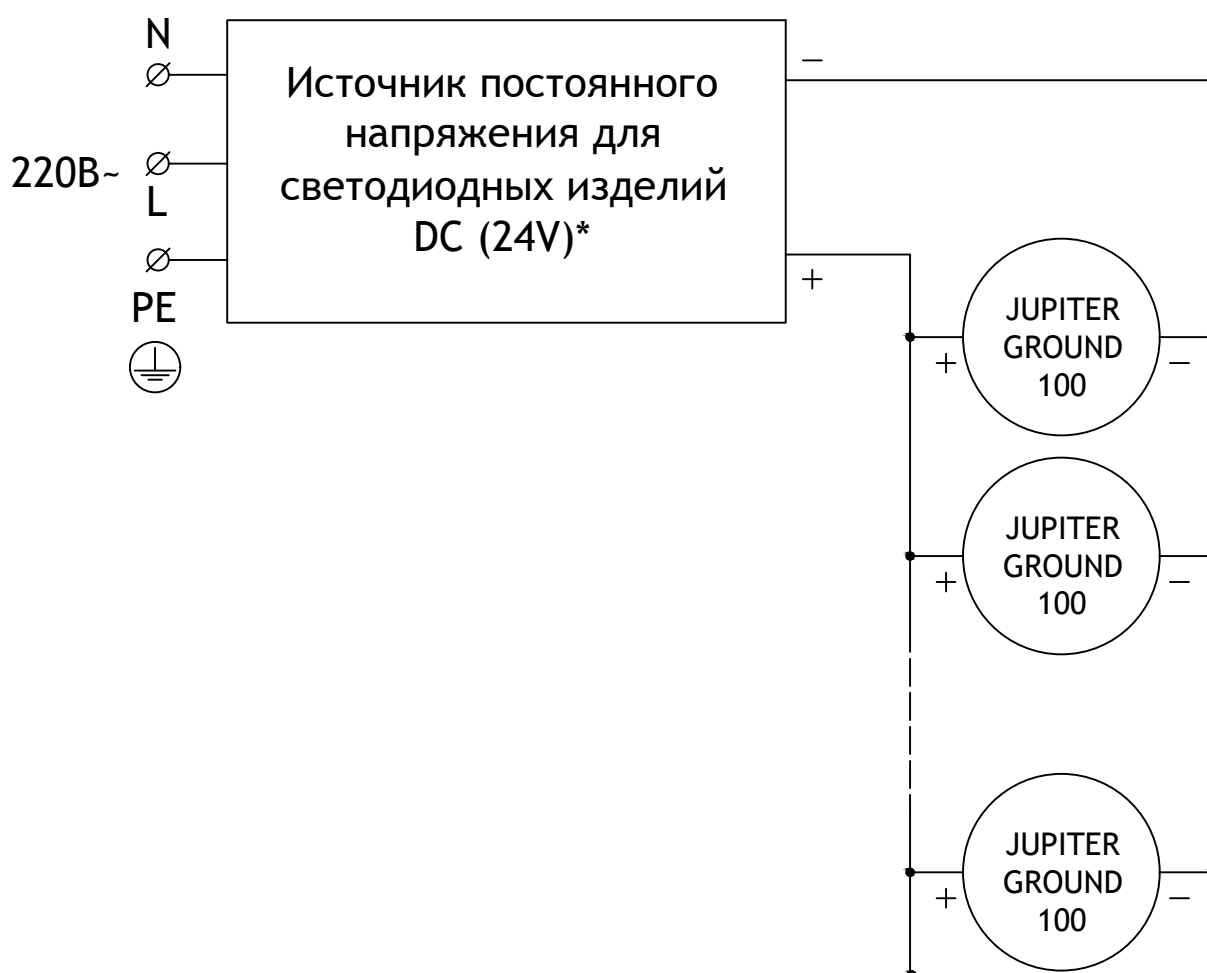 N
220В~
L
PE
Источник постоянного
напряжения для
светодиодных изделий
DC (24V)*
−
+
JUPITER
GROUND
100
+
−
JUPITER
GROUND
100
+
−
JUPITER
GROUND
100
+
−